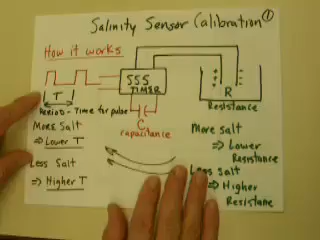 Salinity Sensor Calibration ①
How it works
555
TIMER
T
R
Period - Time for pulse
Resistance
C
capacitance
More Salt
⇒ Lower T
Less Salt
⇒ Higher T
More Salt
⇒ Lower
Resistance
Less Salt
⇒ Higher
Resistane